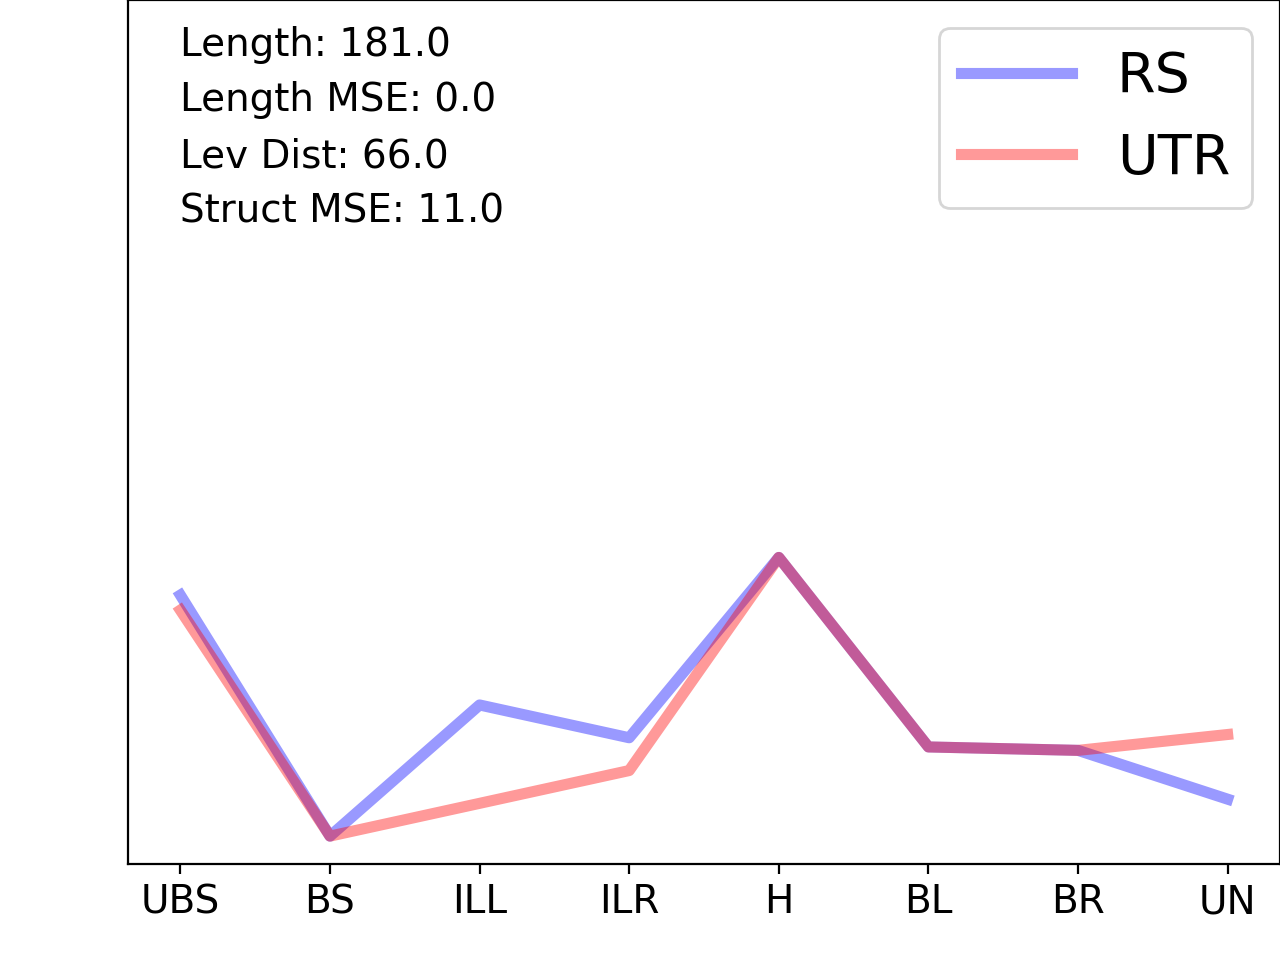 Length: 181.0
Length MSE: 0.0
Lev Dist: 66.0
Struct MSE: 11.0
RS
UTR
UBS BS ILL ILR H BL BR UN